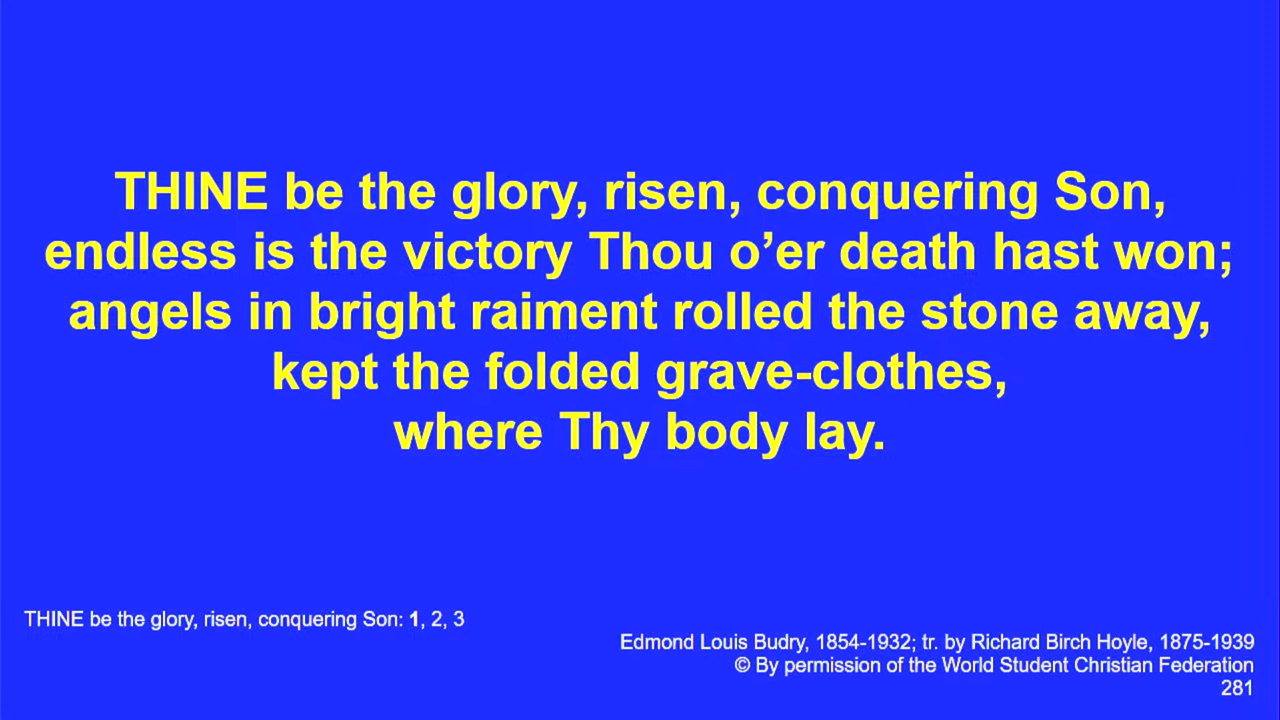 THINE be the glory, risen, conquering Son,
endless is the victory Thou o’er death hast won;
angels in bright raiment rolled the stone away,
kept the folded grave-clothes,
where Thy body lay.
THINE be the glory, risen, conquering Son: 1, 2, 3
Edmond Louis Budry, 1854-1932; tr. by Richard Birch Hoyle, 1875-1939
© By permission of the World Student Christian Federation
281